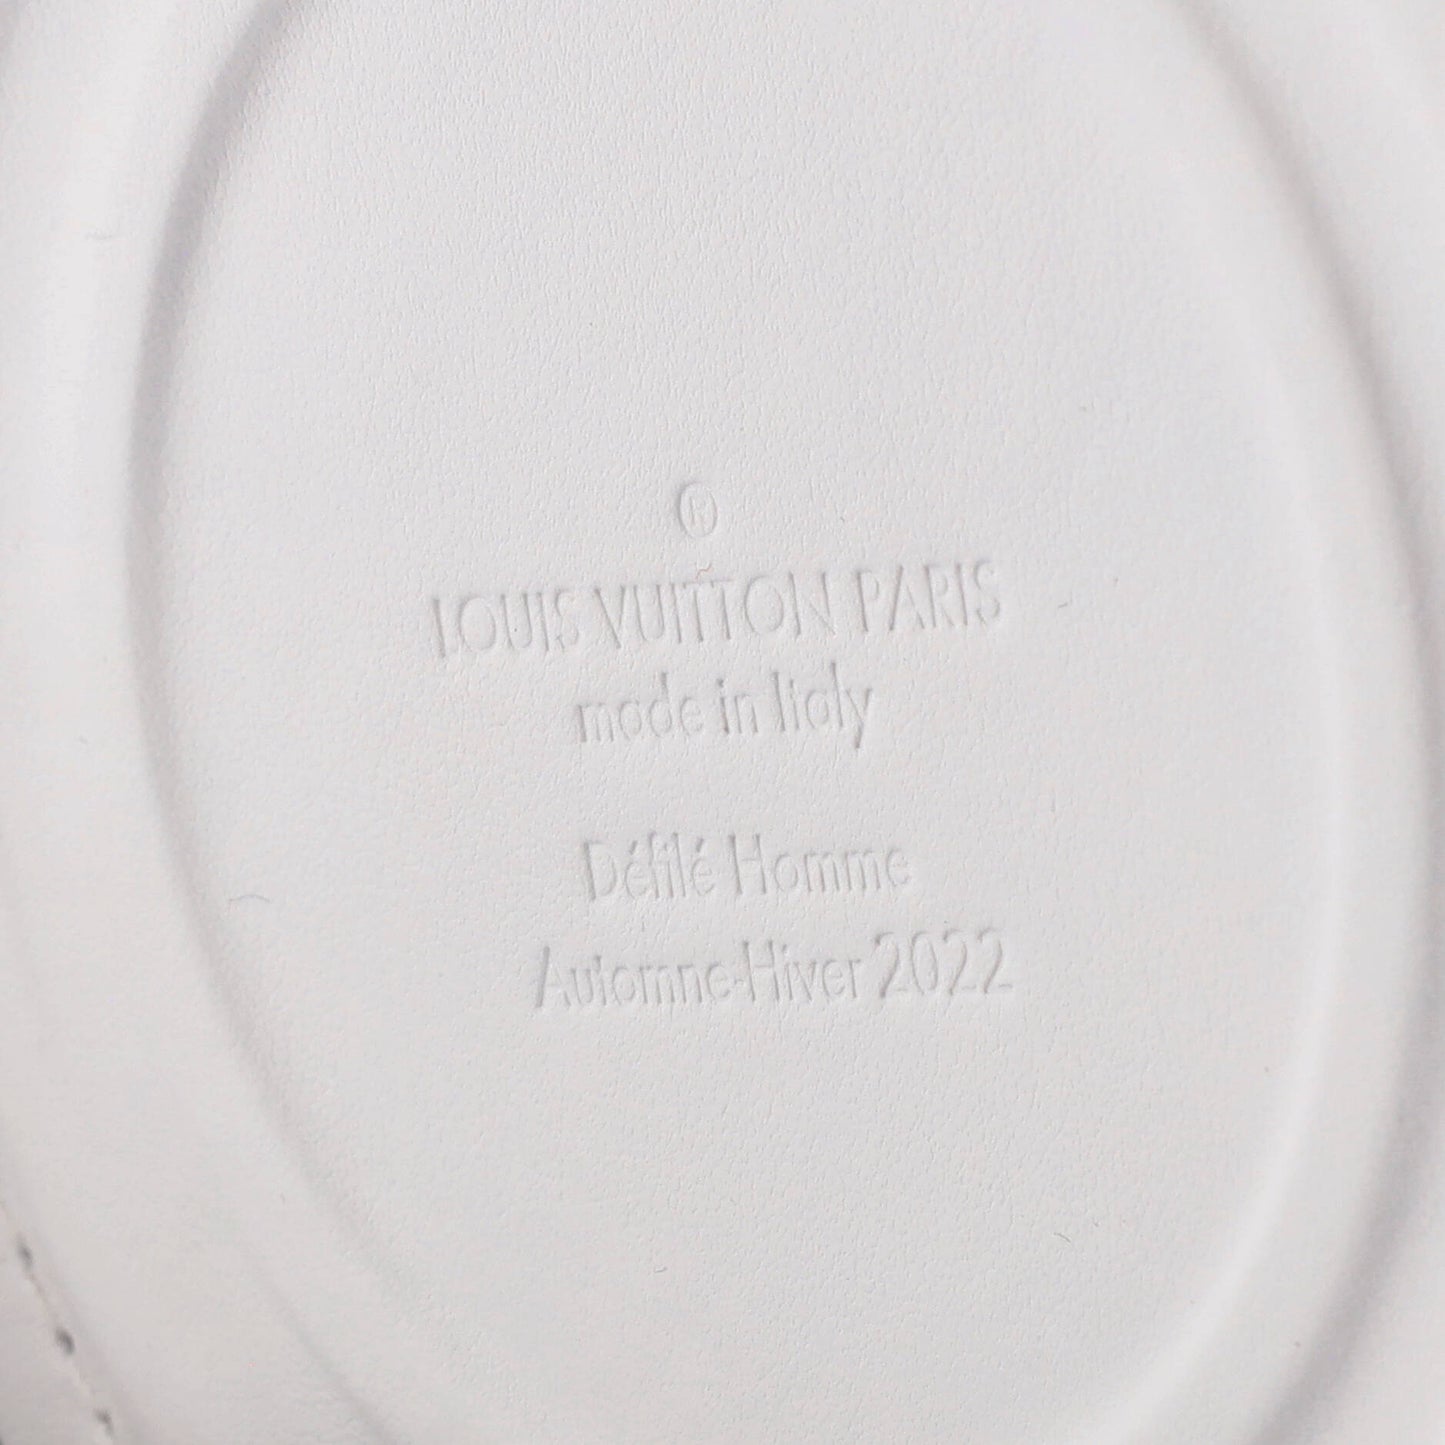 ®
LOUIS VUITTON PARIS
made in Italy
Défilé Homme
Automne-Hiver 2022